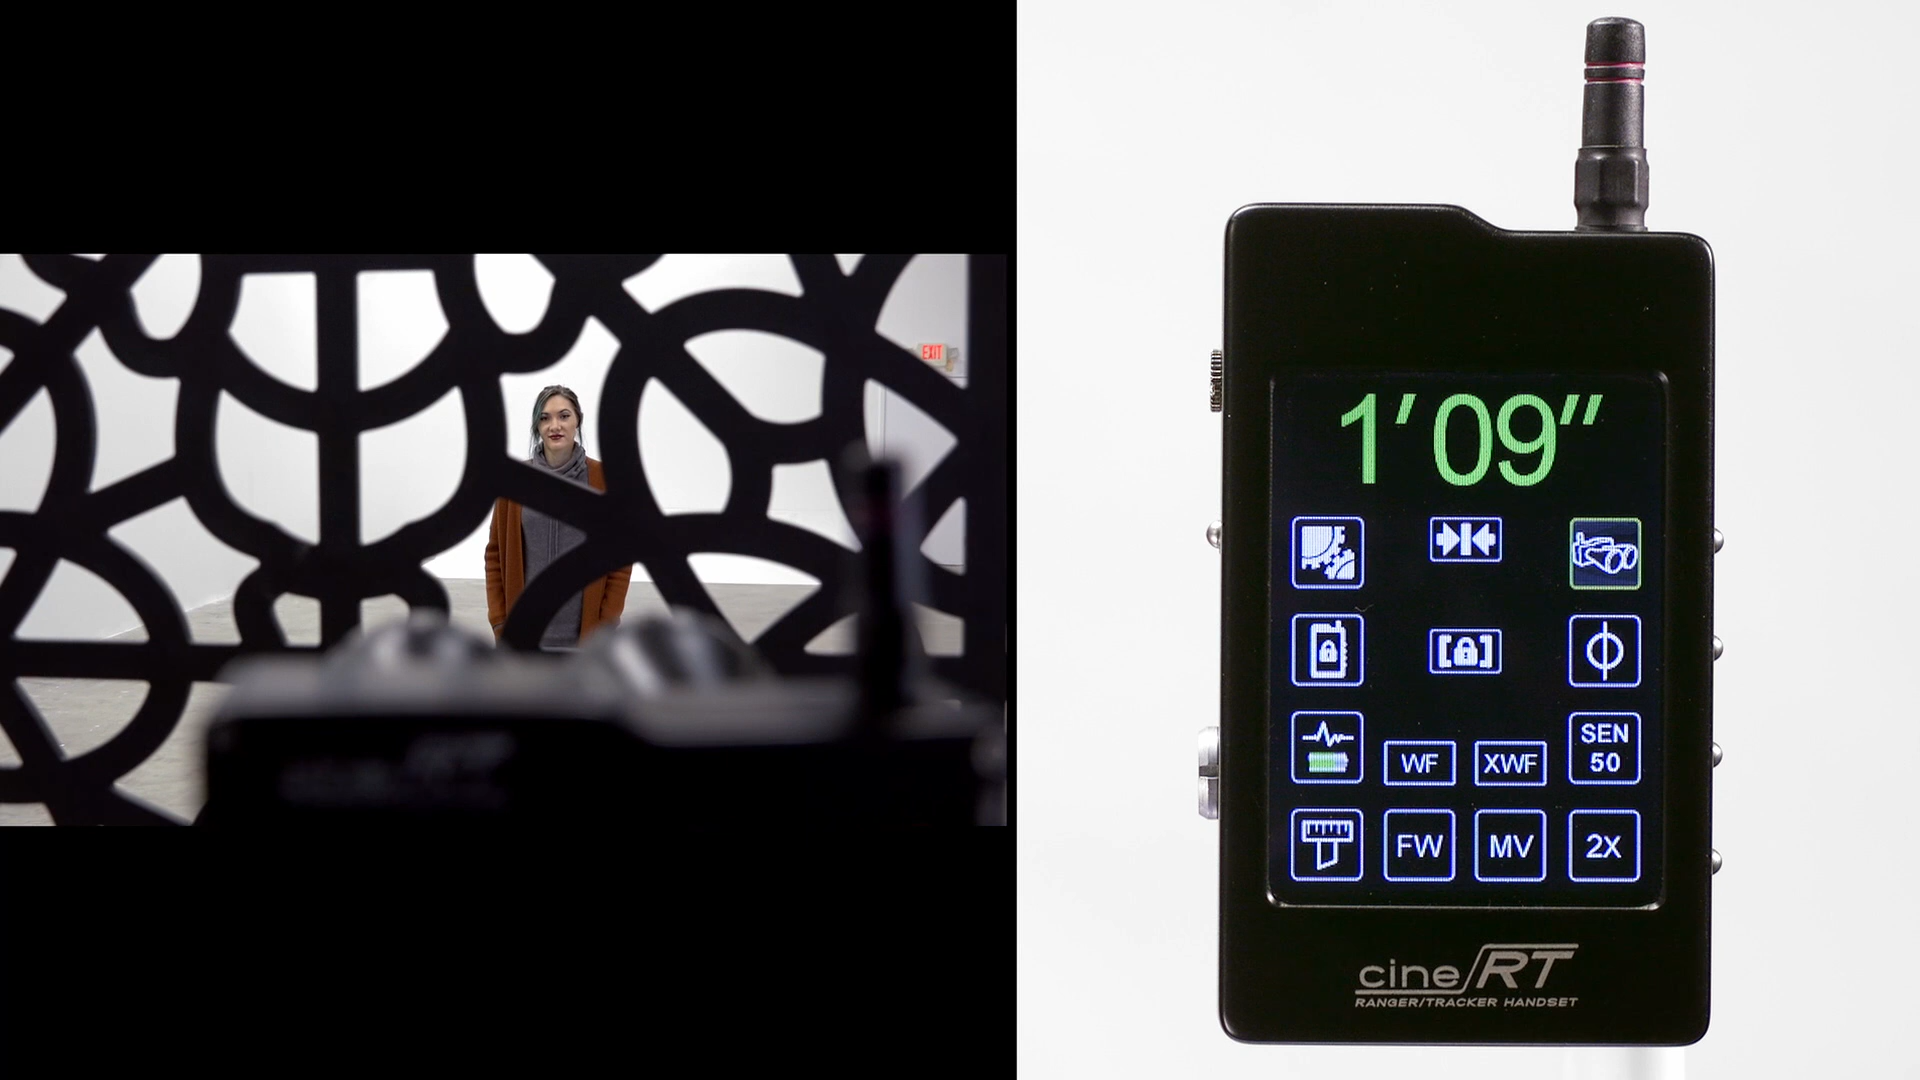 EXIT
1'09"
SEN
50
WF
XWF
FW
MV
2X
cine RT
RANGER/TRACKER HANDSET